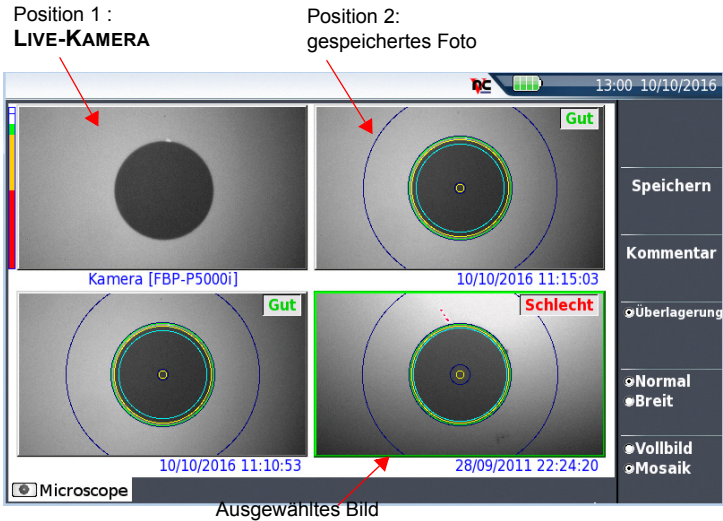 Position 1 :
LIVE-KAMERA
Position 2:
gespeichertes Foto
13:00 10/10/2016
Gut
Speichern
Kommentar
Kamera [FBP-P5000i]
10/10/2016 11:15:03
Gut
Schlecht
Überlagerung
Normal
Breit
10/10/2016 11:10:53
28/09/2011 22:24:20
Vollbild
Mosaik
Microscope
Ausgewähltes Bild